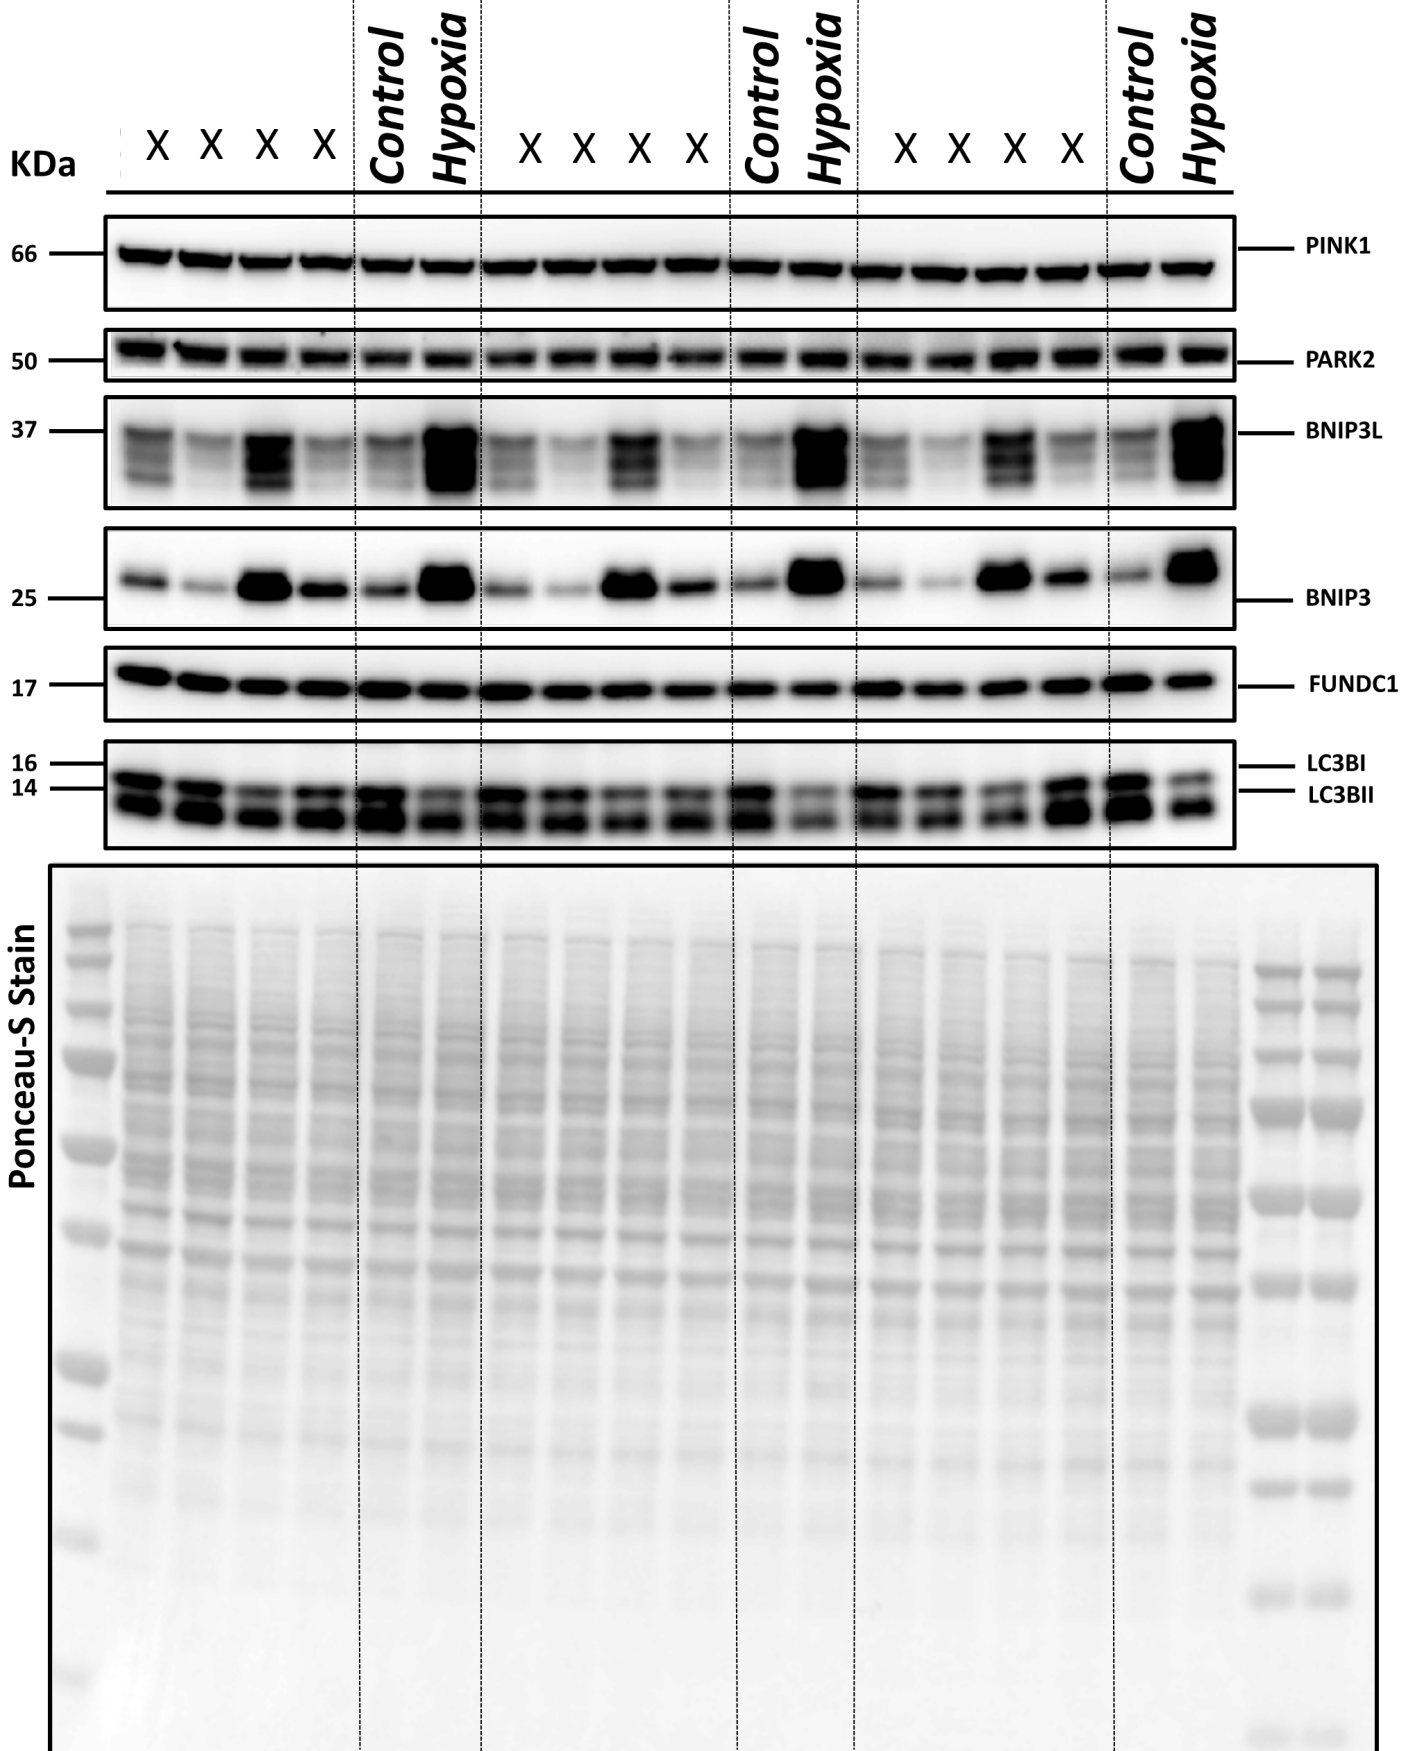 Control Hypoxia Control Hypoxia Control Hypoxia
KDa X X X X X X X X X X X X
66 PINK1
50 PARK2
37 BNIP3L
25 BNIP3
17 FUNDC1
16 LC3BI
14 LC3BII
Ponceau-S Stain